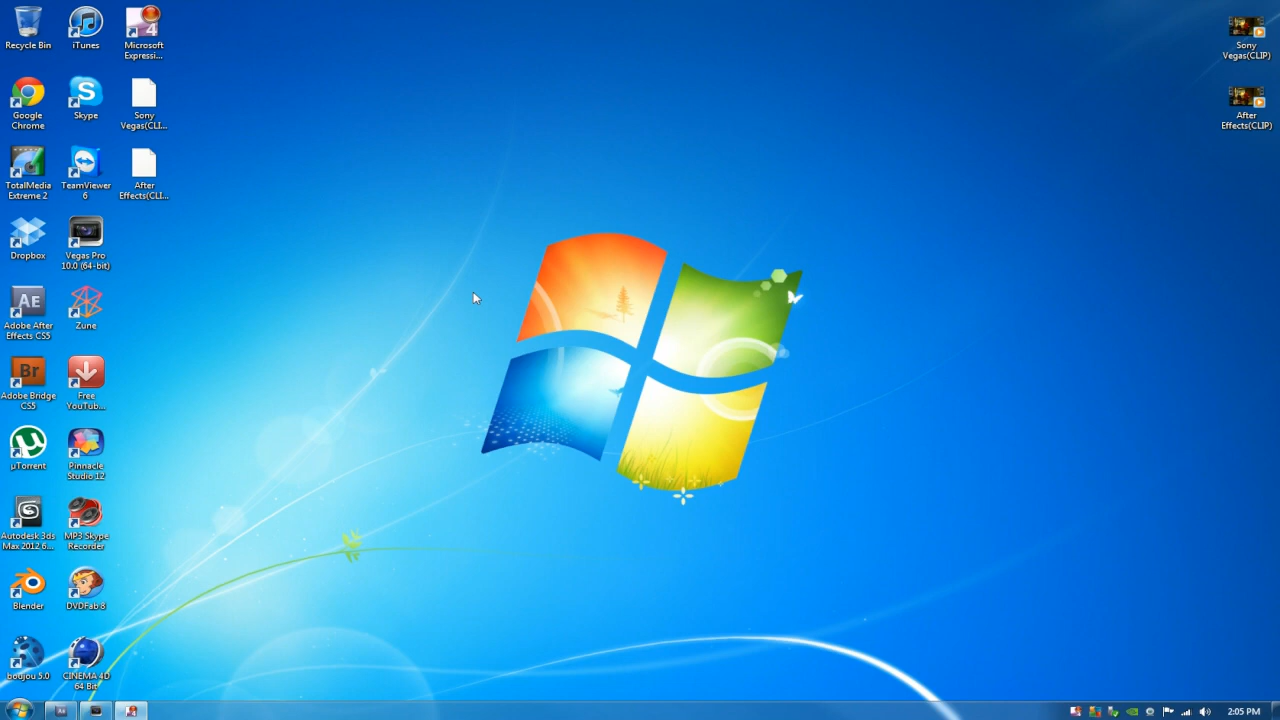 Recycle Bin
iTunes
Microsoft
Expressi...
Google
Chrome
Skype
Sony
Vegas(CLI...
TotalMedia
Extreme 2
TeamViewer
6
After
Effects(CLI...
Dropbox
Vegas Pro
10.0 (64-bit)
Ae
Adobe After
Effects CS5
Zune
Br
Adobe Bridge
CS5
Free
YouTub...
µTorrent
Pinnacle
Studio 12
Autodesk 3ds
Max 2012 6...
MP3 Skype
Recorder
Blender
DVDFab 8
boujou 5.0
CINEMA 4D
64 Bit
Sony
Vegas(CLIP)
After
Effects(CLIP)
2:05 PM